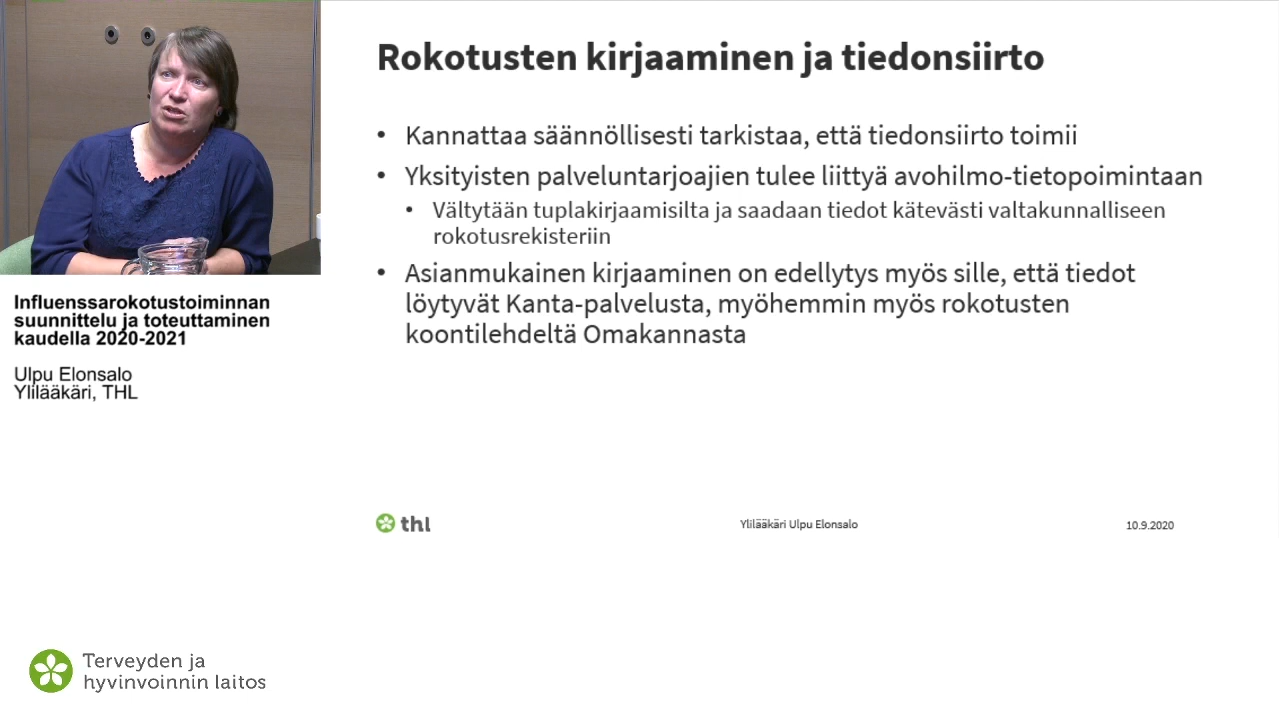 Rokotusten kirjaaminen ja tiedonsiirto
• Kannattaa säännöllisesti tarkistaa, että tiedonsiirto toimii
• Yksityisten palveluntarjoajien tulee liittyä avohilmo-tietopoimintaan
• Vältytään tuplakirjaamisilta ja saadaan tiedot kätevästi valtakunnalliseen
rokotusrekisteriin
• Asianmukainen kirjaaminen on edellytys myös sille, että tiedot
löytyvät Kanta-palvelusta, myöhemmin myös rokotusten
koontilehdeltä Omakannasta
Influenssarokotustoiminnan
suunnittelu ja toteuttaminen
kaudella 2020-2021
Ulpu Elonsalo
Ylilääkäri, THL
thl
Ylilääkäri Ulpu Elonsalo
10.9.2020
Terveyden ja
hyvinvoinnin laitos